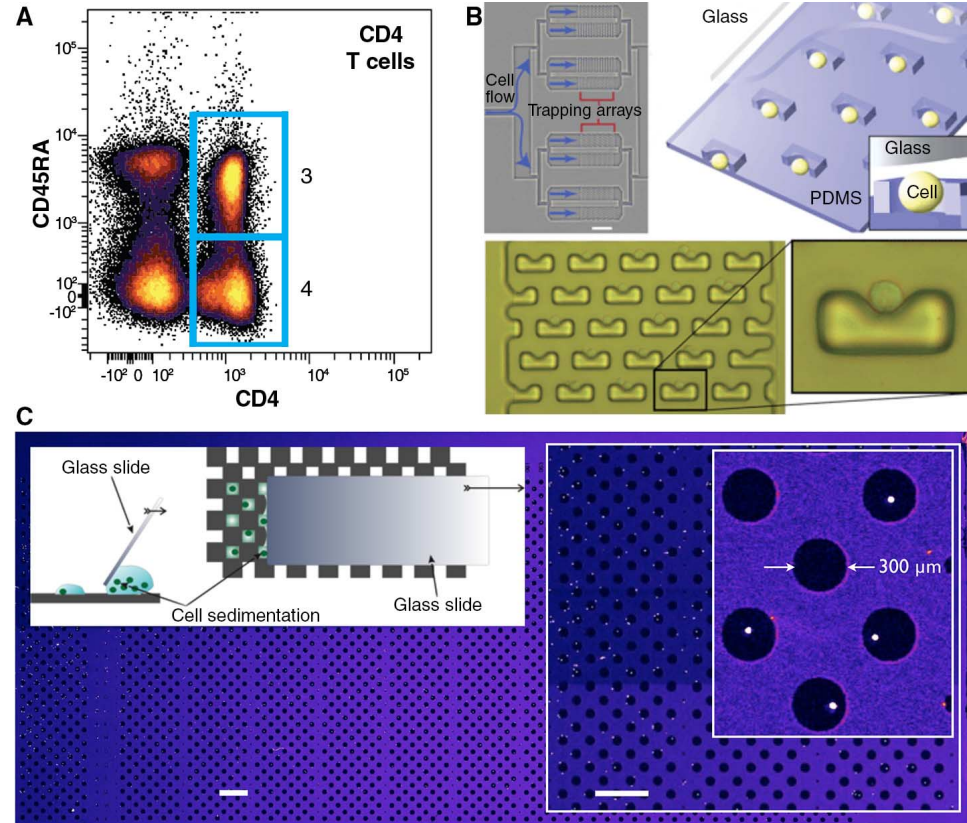 A
CD4
T cells
10⁵
10⁴
10³
10²
0
-10²
CD45RA
3
4
-10² 0 10² 10³ 10⁴ 10⁵
CD4
B
Cell
flow
Trapping arrays
Glass
PDMS
Glass
Cell
C
Glass slide
Cell sedimentation
Glass slide
300 μm